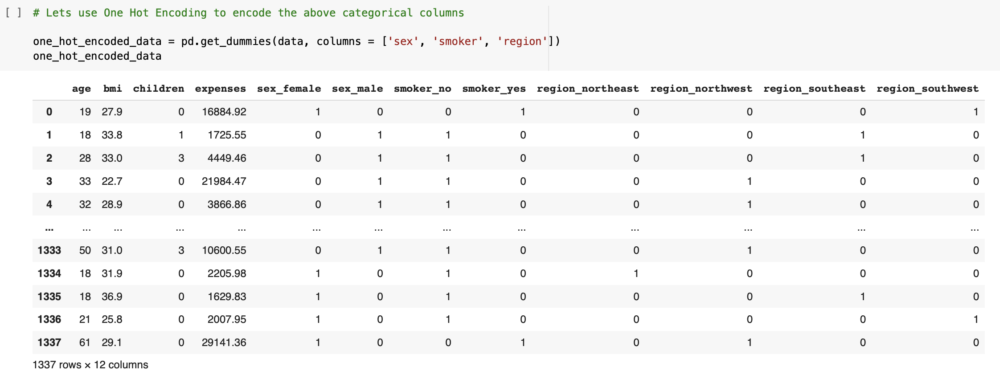 [ ] # Lets use One Hot Encoding to encode the above categorical columns
one_hot_encoded_data = pd.get_dummies(data, columns = ['sex', 'smoker', 'region'])
one_hot_encoded_data
age bmi children expenses sex_female sex_male smoker_no smoker_yes region_northeast region_northwest region_southeast region_southwest
0 19 27.9 0 16884.92 1 0 0 1 0 0 0 1
1 18 33.8 1 1725.55 0 1 1 0 0 0 1 0
2 28 33.0 3 4449.46 0 1 1 0 0 0 1 0
3 33 22.7 0 21984.47 0 1 1 0 0 1 0 0
4 32 28.9 0 3866.86 0 1 1 0 0 1 0 0
... ... ... ... ... ... ... ... ... ... ... ... ...
1333 50 31.0 3 10600.55 0 1 1 0 0 1 0 0
1334 18 31.9 0 2205.98 1 0 1 0 1 0 0 0
1335 18 36.9 0 1629.83 1 0 1 0 0 0 1 0
1336 21 25.8 0 2007.95 1 0 1 0 0 0 0 1
1337 61 29.1 0 29141.36 1 0 0 1 0 1 0 0
1337 rows × 12 columns